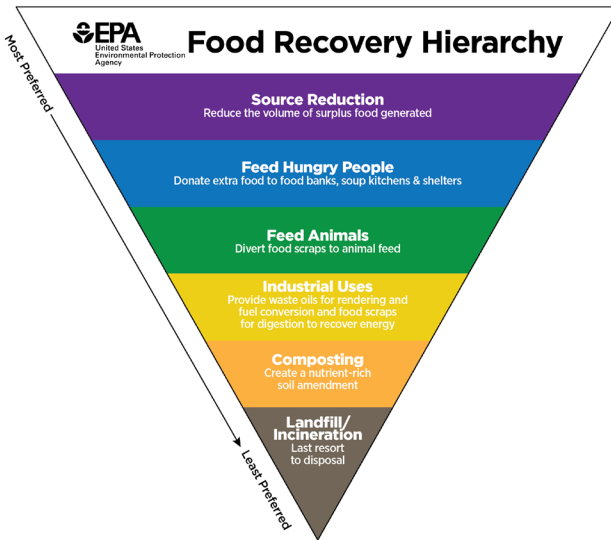 EPA
United States
Environmental Protection
Agency
Food Recovery Hierarchy
Most Preferred
Source Reduction
Reduce the volume of surplus food generated
Feed Hungry People
Donate extra food to food banks, soup kitchens & shelters
Feed Animals
Divert food scraps to animal feed
Industrial Uses
Provide waste oils for rendering and
fuel conversion and food scraps
for digestion to recover energy
Composting
Create a nutrient-rich
soil amendment
Landfill/
Incineration
Last resort
to disposal
Least Preferred